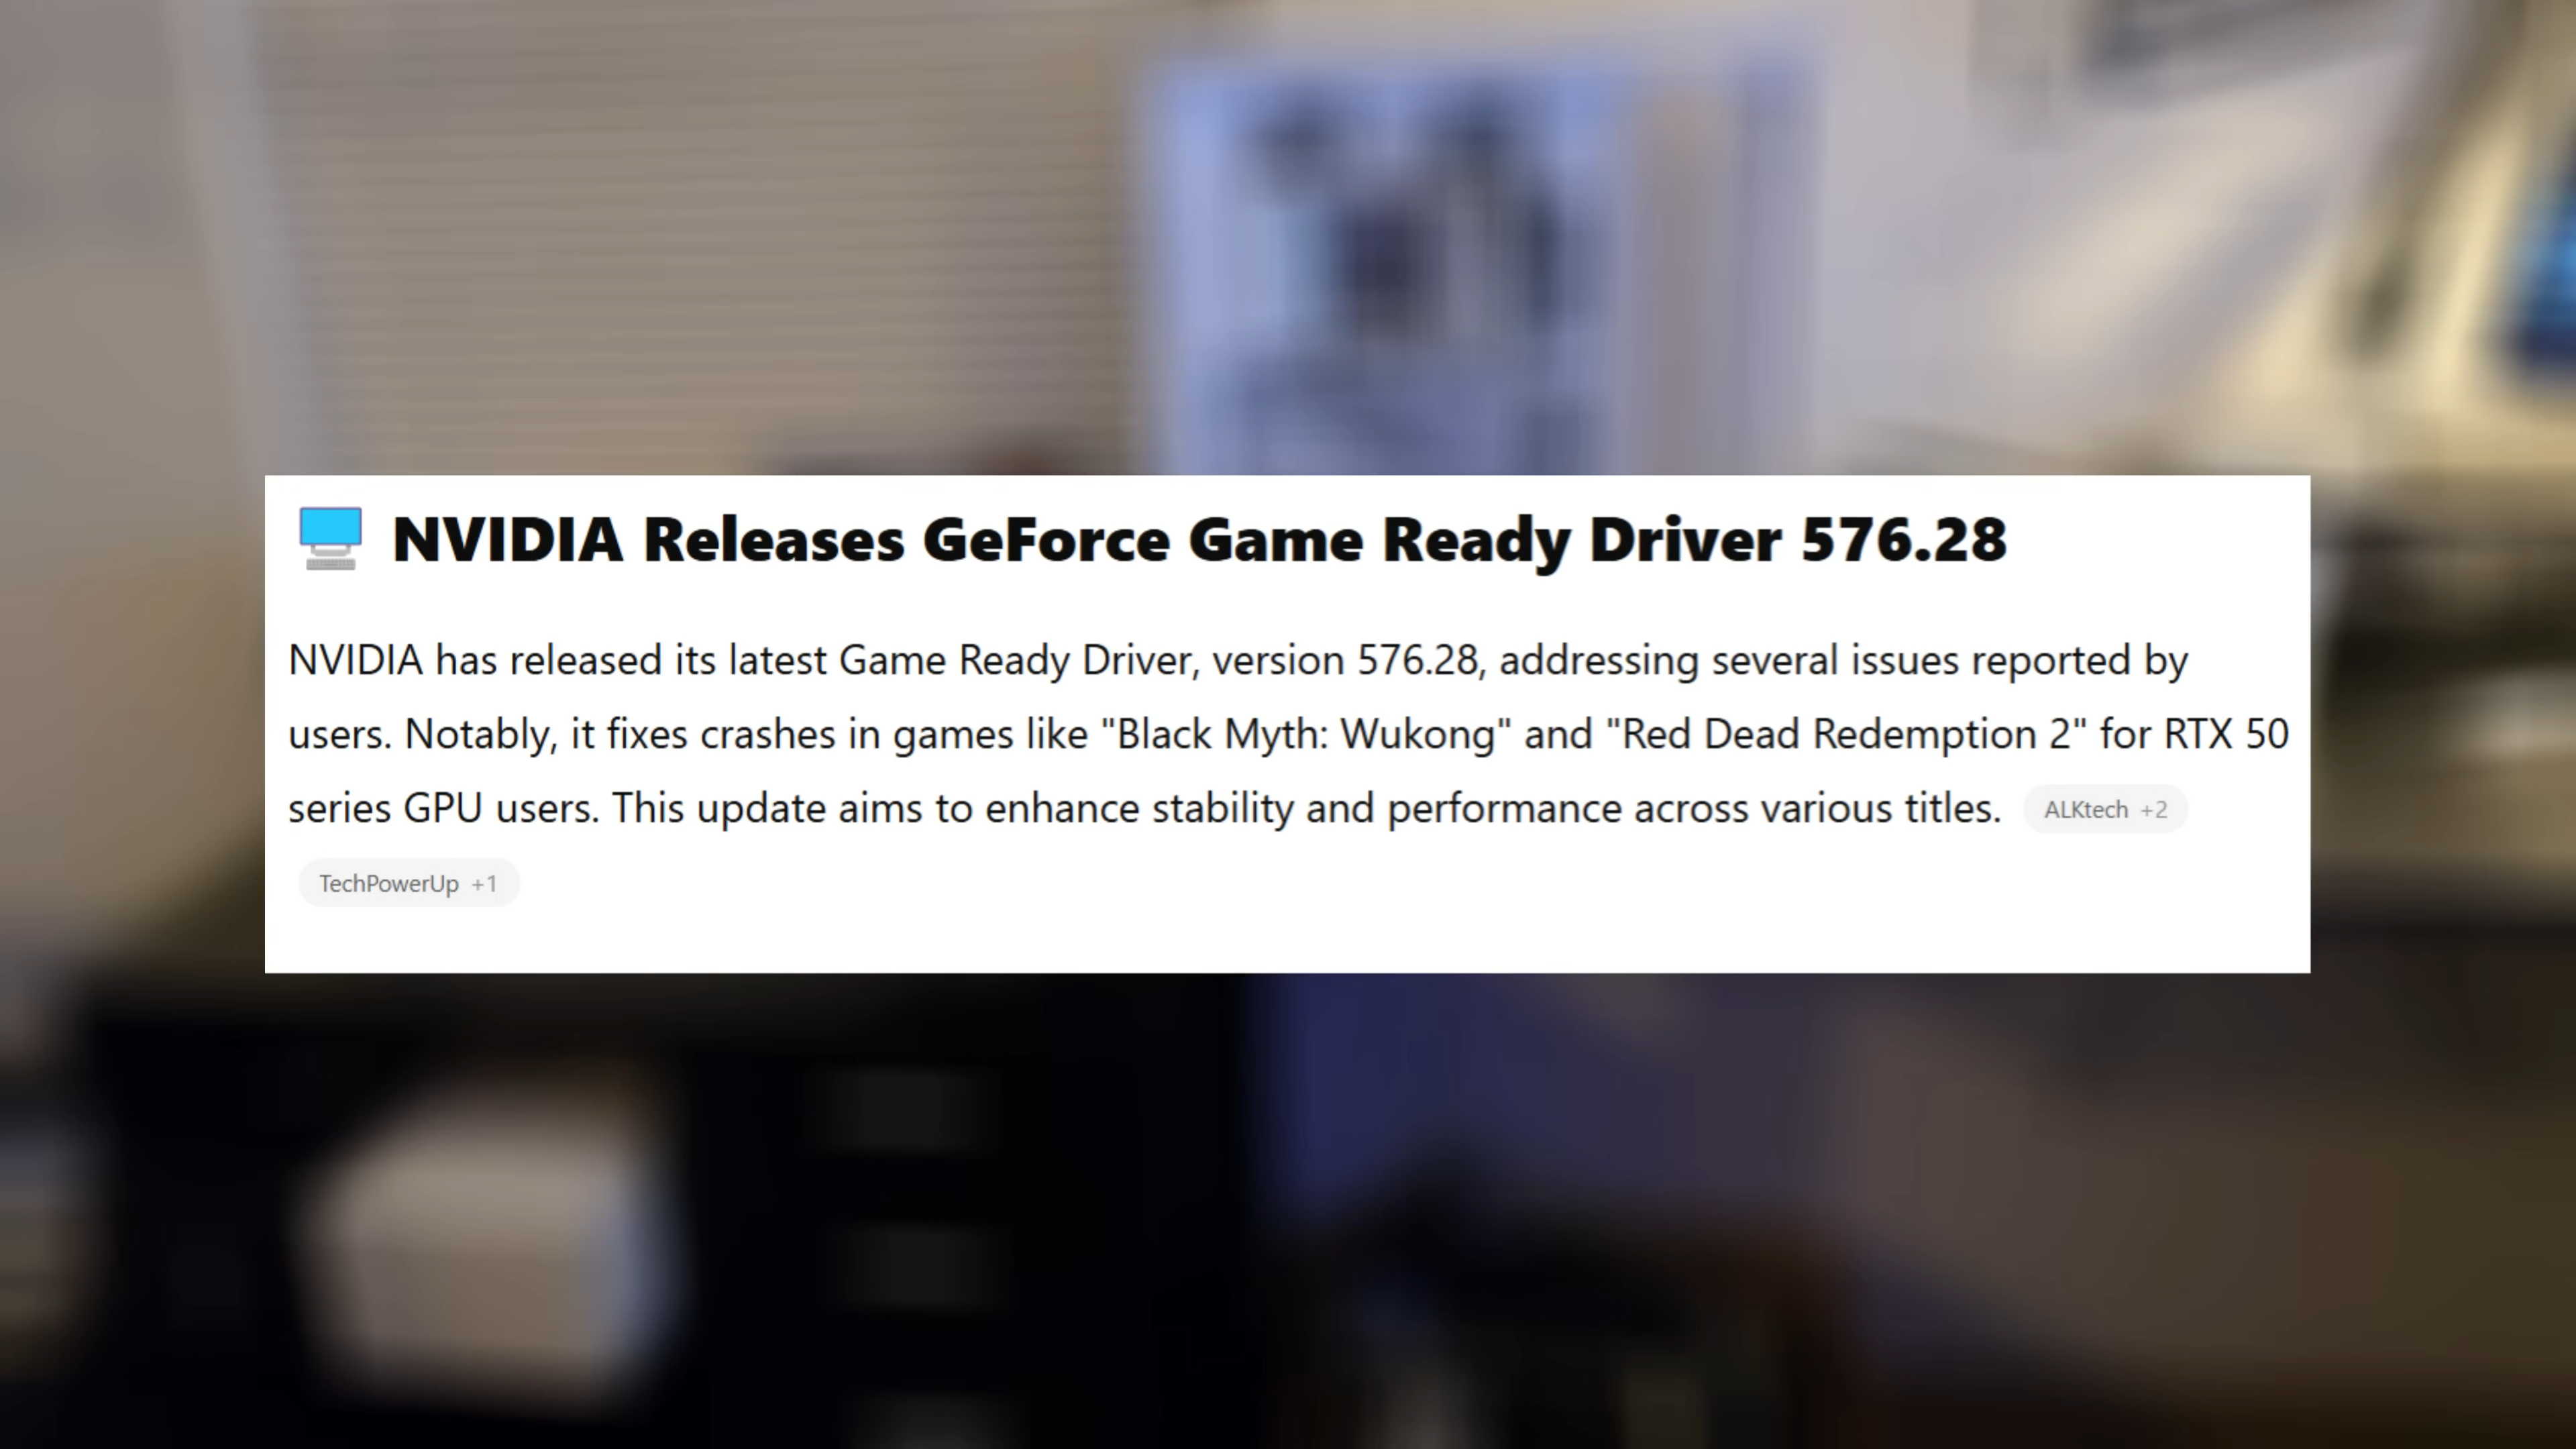 NVIDIA Releases GeForce Game Ready Driver 576.28
NVIDIA has released its latest Game Ready Driver, version 576.28, addressing several issues reported by
users. Notably, it fixes crashes in games like "Black Myth: Wukong" and "Red Dead Redemption 2" for RTX 50
series GPU users. This update aims to enhance stability and performance across various titles. ALKtech +2
TechPowerUp +1